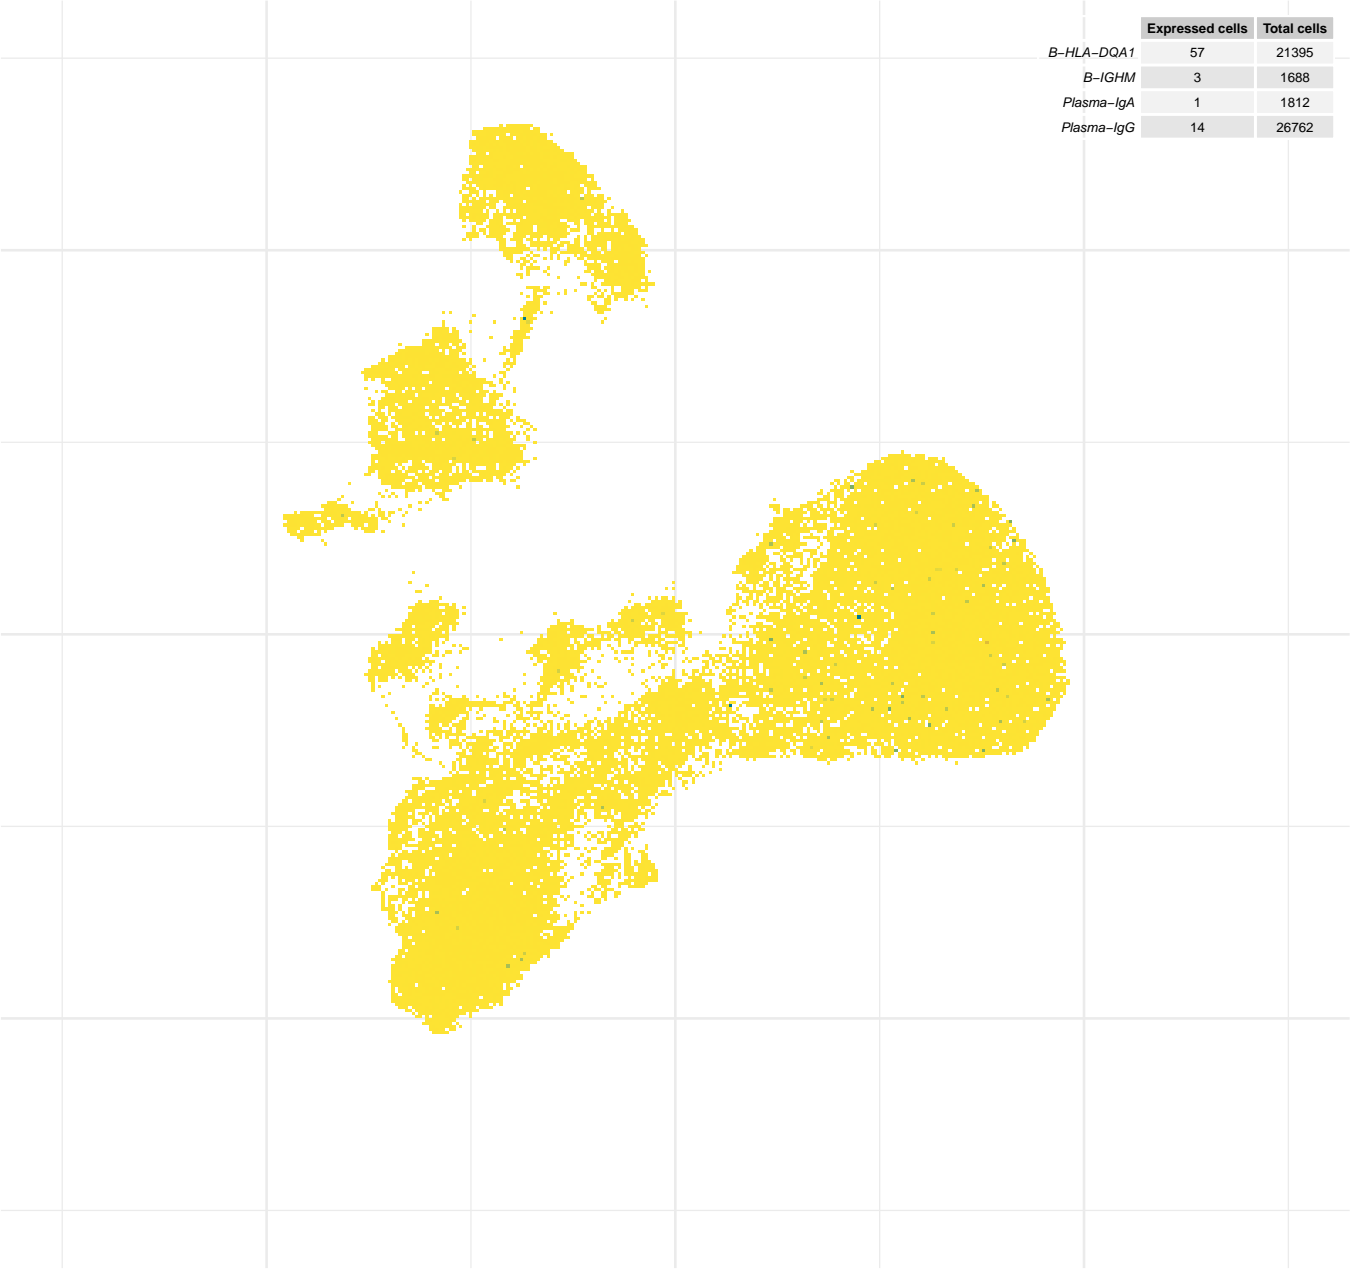 Expressed cells Total cells
B−HLA−DQA1 57 21395
B−IGHM 3 1688
Plasma−IgA 1 1812
Plasma−IgG 14 26762